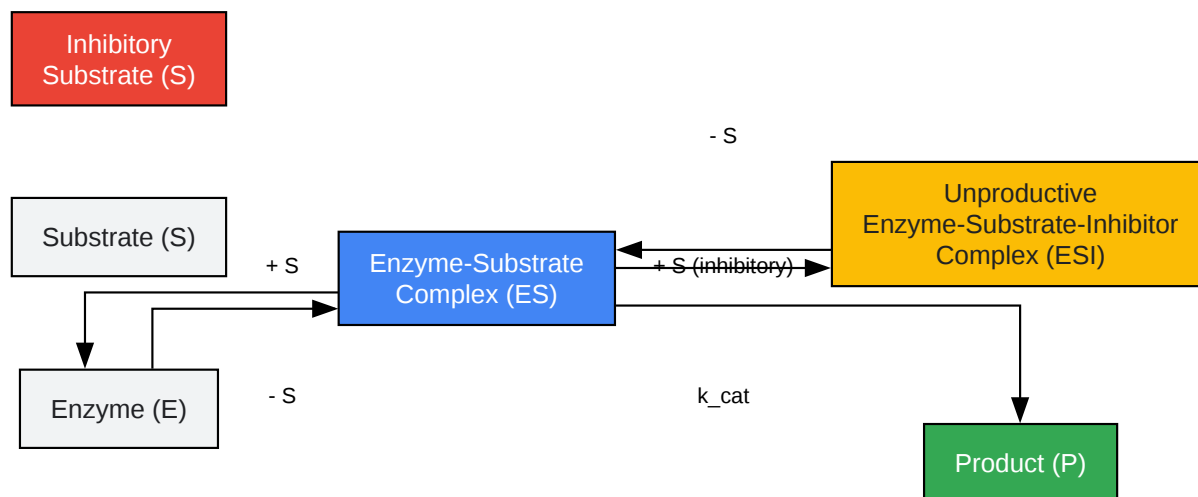 Inhibitory
Substrate (S)
- S
Unproductive
Enzyme-Substrate-Inhibitor
Complex (ESI)
Substrate (S)
+ S
Enzyme-Substrate
Complex (ES)
+ S (inhibitory)
Enzyme (E)
- S
k_cat
Product (P)